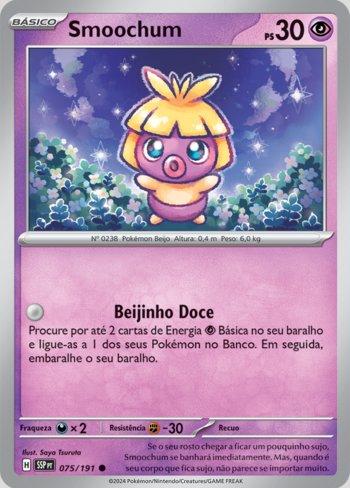 BÁSICO
Smoochum
PS 30
Nº 0238 Pokémon Beijo Altura: 0,4 m Peso: 6,0 kg
Beijinho Doce
Procure por até 2 cartas de Energia Básica no seu baralho
e ligue-as a 1 dos seus Pokémon no Banco. Em seguida,
embaralhe o seu baralho.
Fraqueza ×2 Resistência -30 Recuo
Ilust. Saya Tsuruta
H SSP PT 075/191
Se o seu rosto chegar a ficar um pouquinho sujo,
Smoochum se banhará imediatamente. Mas, quando é
seu corpo que fica sujo, não parece se importar muito.
©2024 Pokémon/Nintendo/Creatures/GAME FREAK